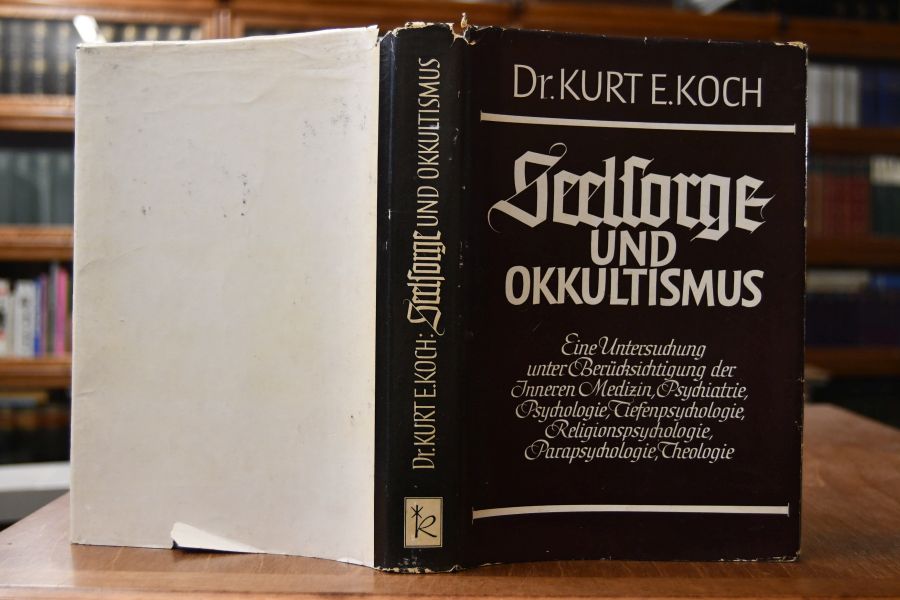 Dr. KURT E. KOCH: Seelsorge UND OKKULTISMUS
Dr. KURT E. KOCH
Seelsorge
UND
OKKULTISMUS
Eine Untersuchung
unter Berücksichtigung der
Inneren Medizin, Psychiatrie,
Psychologie, Tiefenpsychologie,
Religionspsychologie,
Parapsychologie, Theologie